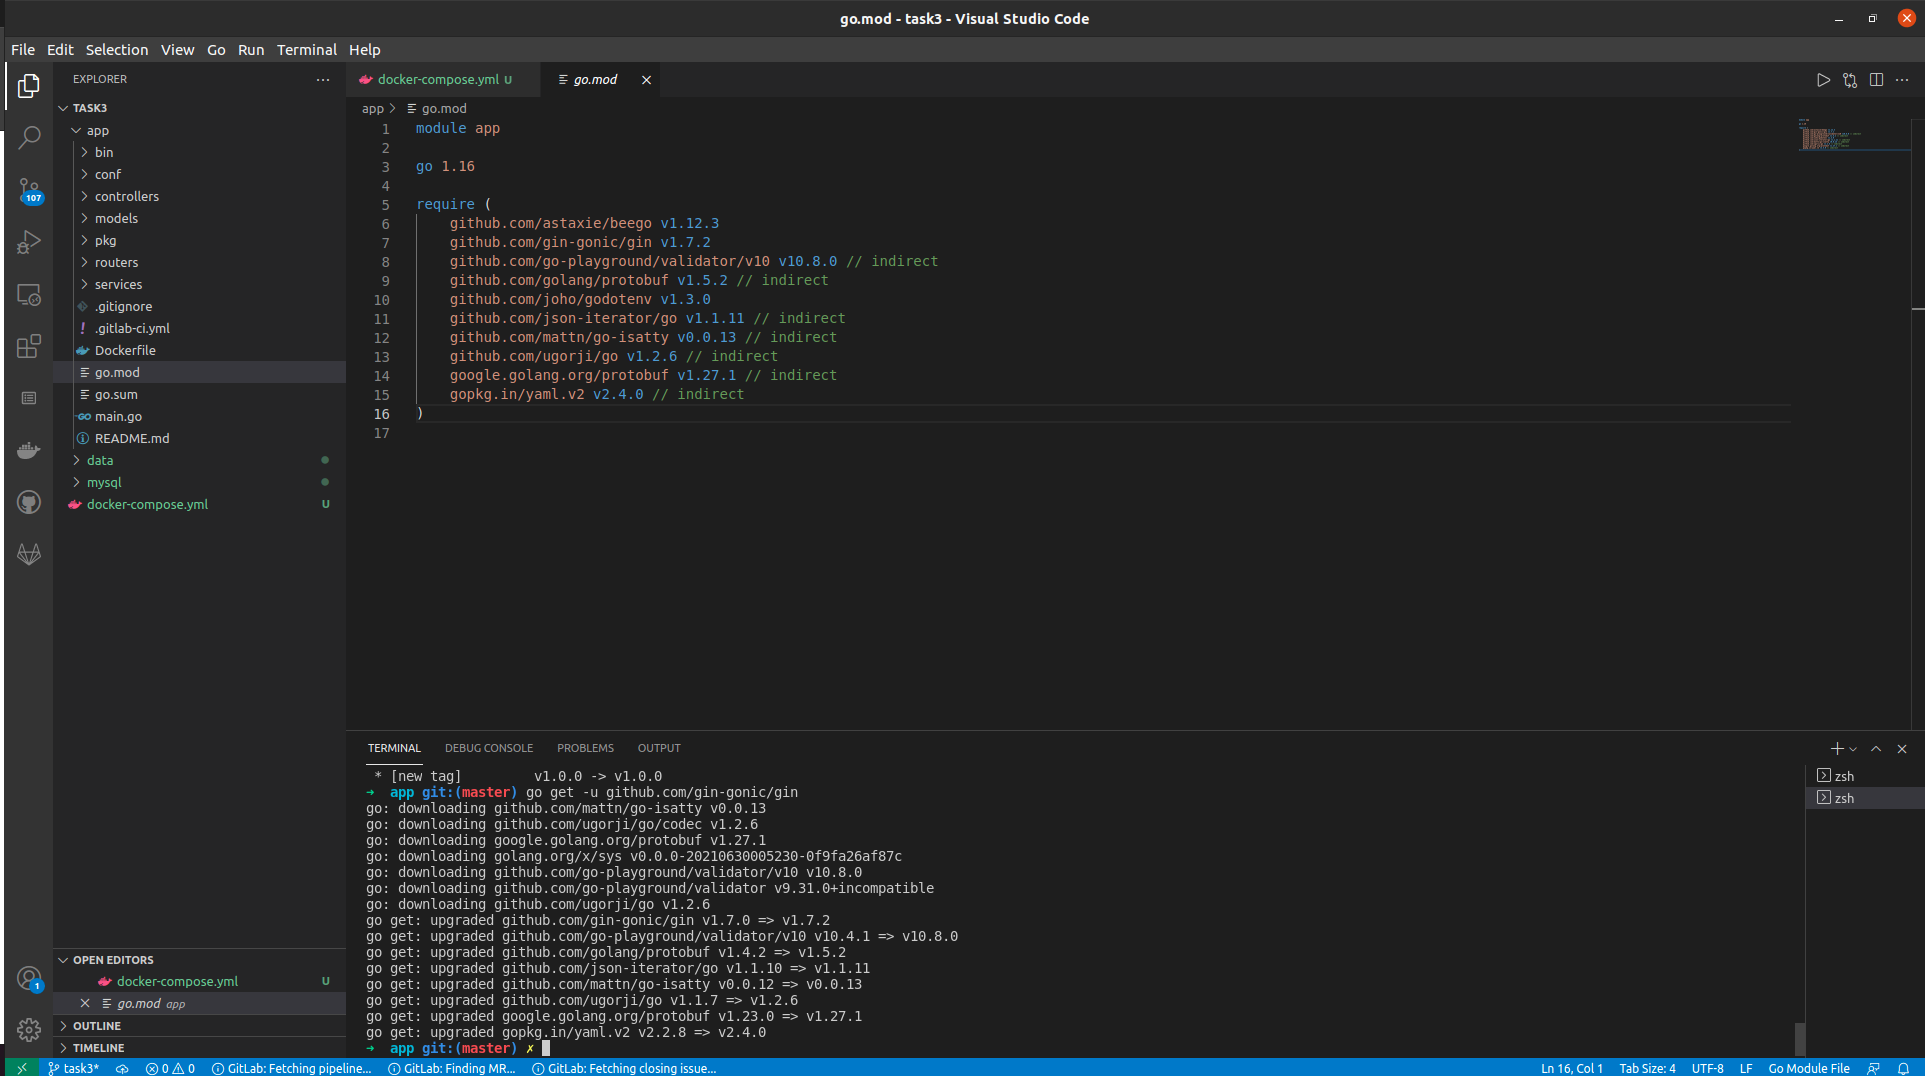 go.mod - task3 - Visual Studio Code
File Edit Selection View Go Run Terminal Help
EXPLORER
TASK3
app
bin
conf
controllers
models
pkg
routers
services
.gitignore
.gitlab-ci.yml
Dockerfile
go.mod
go.sum
main.go
README.md
data
mysql
docker-compose.yml U
107
1
OPEN EDITORS
docker-compose.yml U
go.mod app
OUTLINE
TIMELINE
docker-compose.yml U
go.mod
app > go.mod
1 module app
2
3 go 1.16
4
5 require (
6 github.com/astaxie/beego v1.12.3
7 github.com/gin-gonic/gin v1.7.2
8 github.com/go-playground/validator/v10 v10.8.0 // indirect
9 github.com/golang/protobuf v1.5.2 // indirect
10 github.com/joho/godotenv v1.3.0
11 github.com/json-iterator/go v1.1.11 // indirect
12 github.com/mattn/go-isatty v0.0.13 // indirect
13 github.com/ugorji/go v1.2.6 // indirect
14 google.golang.org/protobuf v1.27.1 // indirect
15 gopkg.in/yaml.v2 v2.4.0 // indirect
16 )
17
TERMINAL DEBUG CONSOLE PROBLEMS OUTPUT
* [new tag] v1.0.0 -> v1.0.0
➜ app git:(master) go get -u github.com/gin-gonic/gin
go: downloading github.com/mattn/go-isatty v0.0.13
go: downloading github.com/ugorji/go/codec v1.2.6
go: downloading google.golang.org/protobuf v1.27.1
go: downloading golang.org/x/sys v0.0.0-20210630005230-0f9fa26af87c
go: downloading github.com/go-playground/validator/v10 v10.8.0
go: downloading github.com/go-playground/validator v9.31.0+incompatible
go: downloading github.com/ugorji/go v1.2.6
go get: upgraded github.com/gin-gonic/gin v1.7.0 => v1.7.2
go get: upgraded github.com/go-playground/validator/v10 v10.4.1 => v10.8.0
go get: upgraded github.com/golang/protobuf v1.4.2 => v1.5.2
go get: upgraded github.com/json-iterator/go v1.1.10 => v1.1.11
go get: upgraded github.com/mattn/go-isatty v0.0.12 => v0.0.13
go get: upgraded github.com/ugorji/go v1.1.7 => v1.2.6
go get: upgraded google.golang.org/protobuf v1.23.0 => v1.27.1
go get: upgraded gopkg.in/yaml.v2 v2.2.8 => v2.4.0
➜ app git:(master) ✗
zsh
zsh
task3* 0 0 GitLab: Fetching pipeline... GitLab: Finding MR... GitLab: Fetching closing issue... Ln 16, Col 1 Tab Size: 4 UTF-8 LF Go Module File